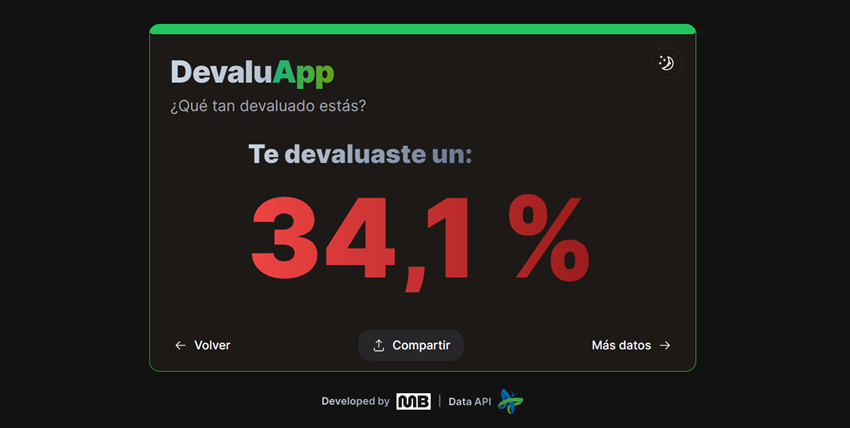 DevaluApp
¿Qué tan devaluado estás?
Te devaluaste un:
34,1 %
Volver
Compartir
Más datos
Developed by MB | Data API